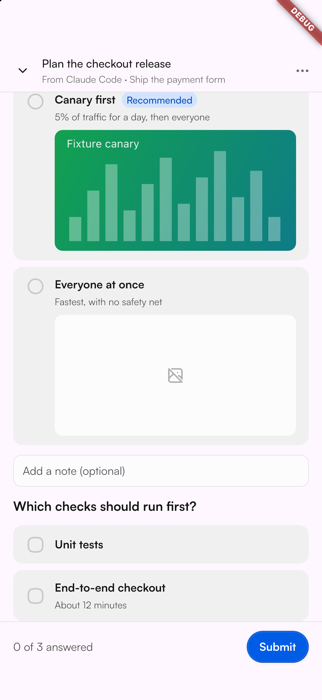 DEBUG
Plan the checkout release
From Claude Code · Ship the payment form
Canary first Recommended
5% of traffic for a day, then everyone
Fixture canary
Everyone at once
Fastest, with no safety net
Add a note (optional)
Which checks should run first?
Unit tests
End-to-end checkout
About 12 minutes
0 of 3 answered
Submit